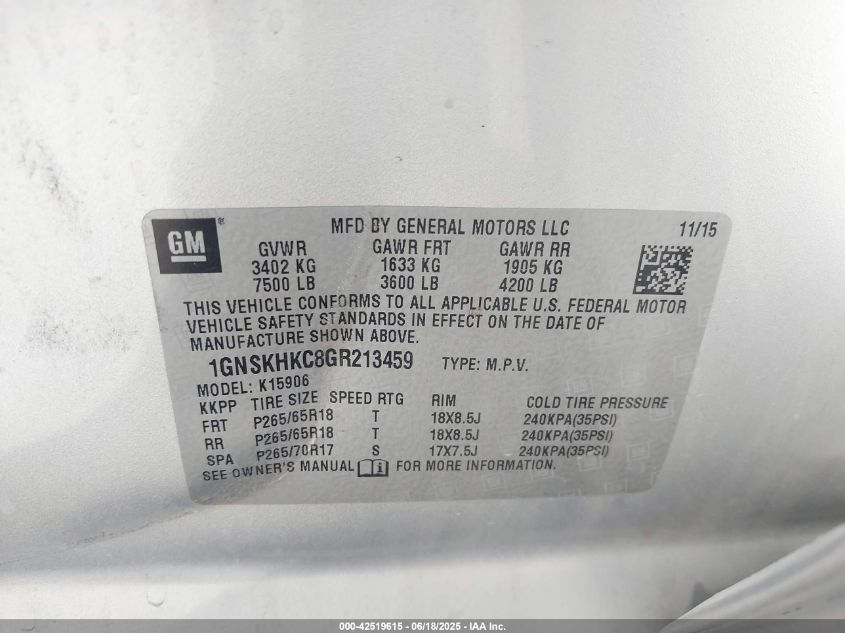 GM ®
MFD BY GENERAL MOTORS LLC 11/15
GVWR GAWR FRT GAWR RR
3402 KG 1633 KG 1905 KG
7500 LB 3600 LB 4200 LB
THIS VEHICLE CONFORMS TO ALL APPLICABLE U.S. FEDERAL MOTOR
VEHICLE SAFETY STANDARDS IN EFFECT ON THE DATE OF
MANUFACTURE SHOWN ABOVE.
1GNSKHKC8GR213459 TYPE: M.P.V.
MODEL: K15906
KKPP TIRE SIZE SPEED RTG RIM COLD TIRE PRESSURE
FRT P265/65R18 T 18X8.5J 240KPA(35PSI)
RR P265/65R18 T 18X8.5J 240KPA(35PSI)
SPA P265/70R17 S 17X7.5J 240KPA(35PSI)
SEE OWNER'S MANUAL FOR MORE INFORMATION.
000-42519615 - 06/18/2025 - IAA Inc.